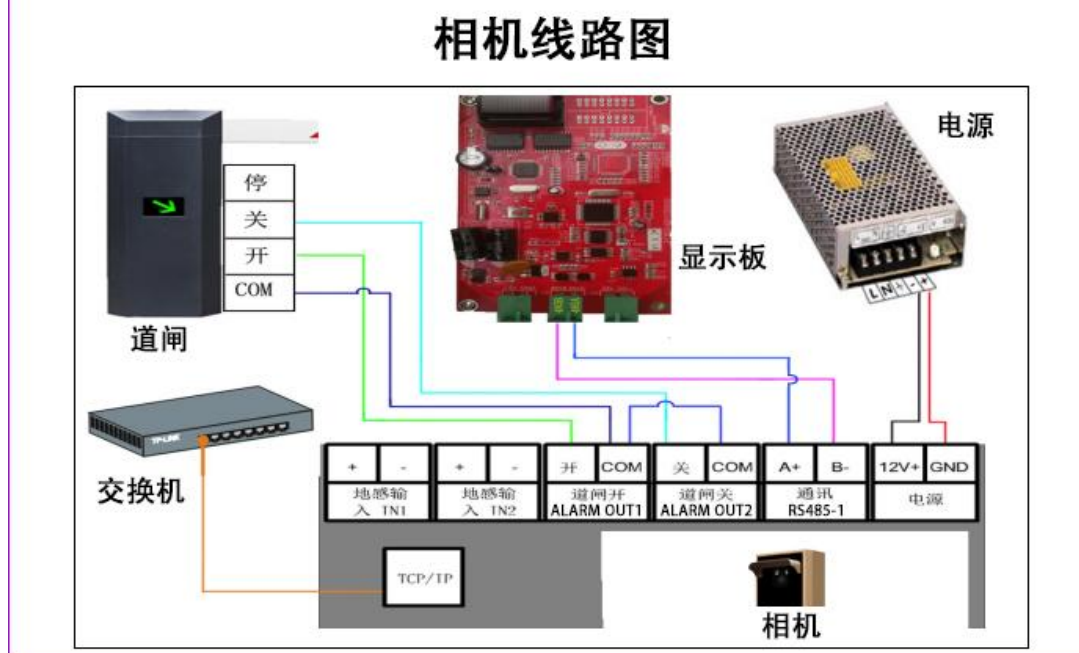 相机线路图
电源
停
关
开
COM
显示板
L N + - +
道闸
TP-LINK
交换机
+ - + - 开 COM 关 COM A+ B- 12V+ GND
地感输入 IN1
地感输入 IN2
道闸开
ALARM OUT1
道闸关
ALARM OUT2
通讯
RS485-1
电源
TCP/IP
相机